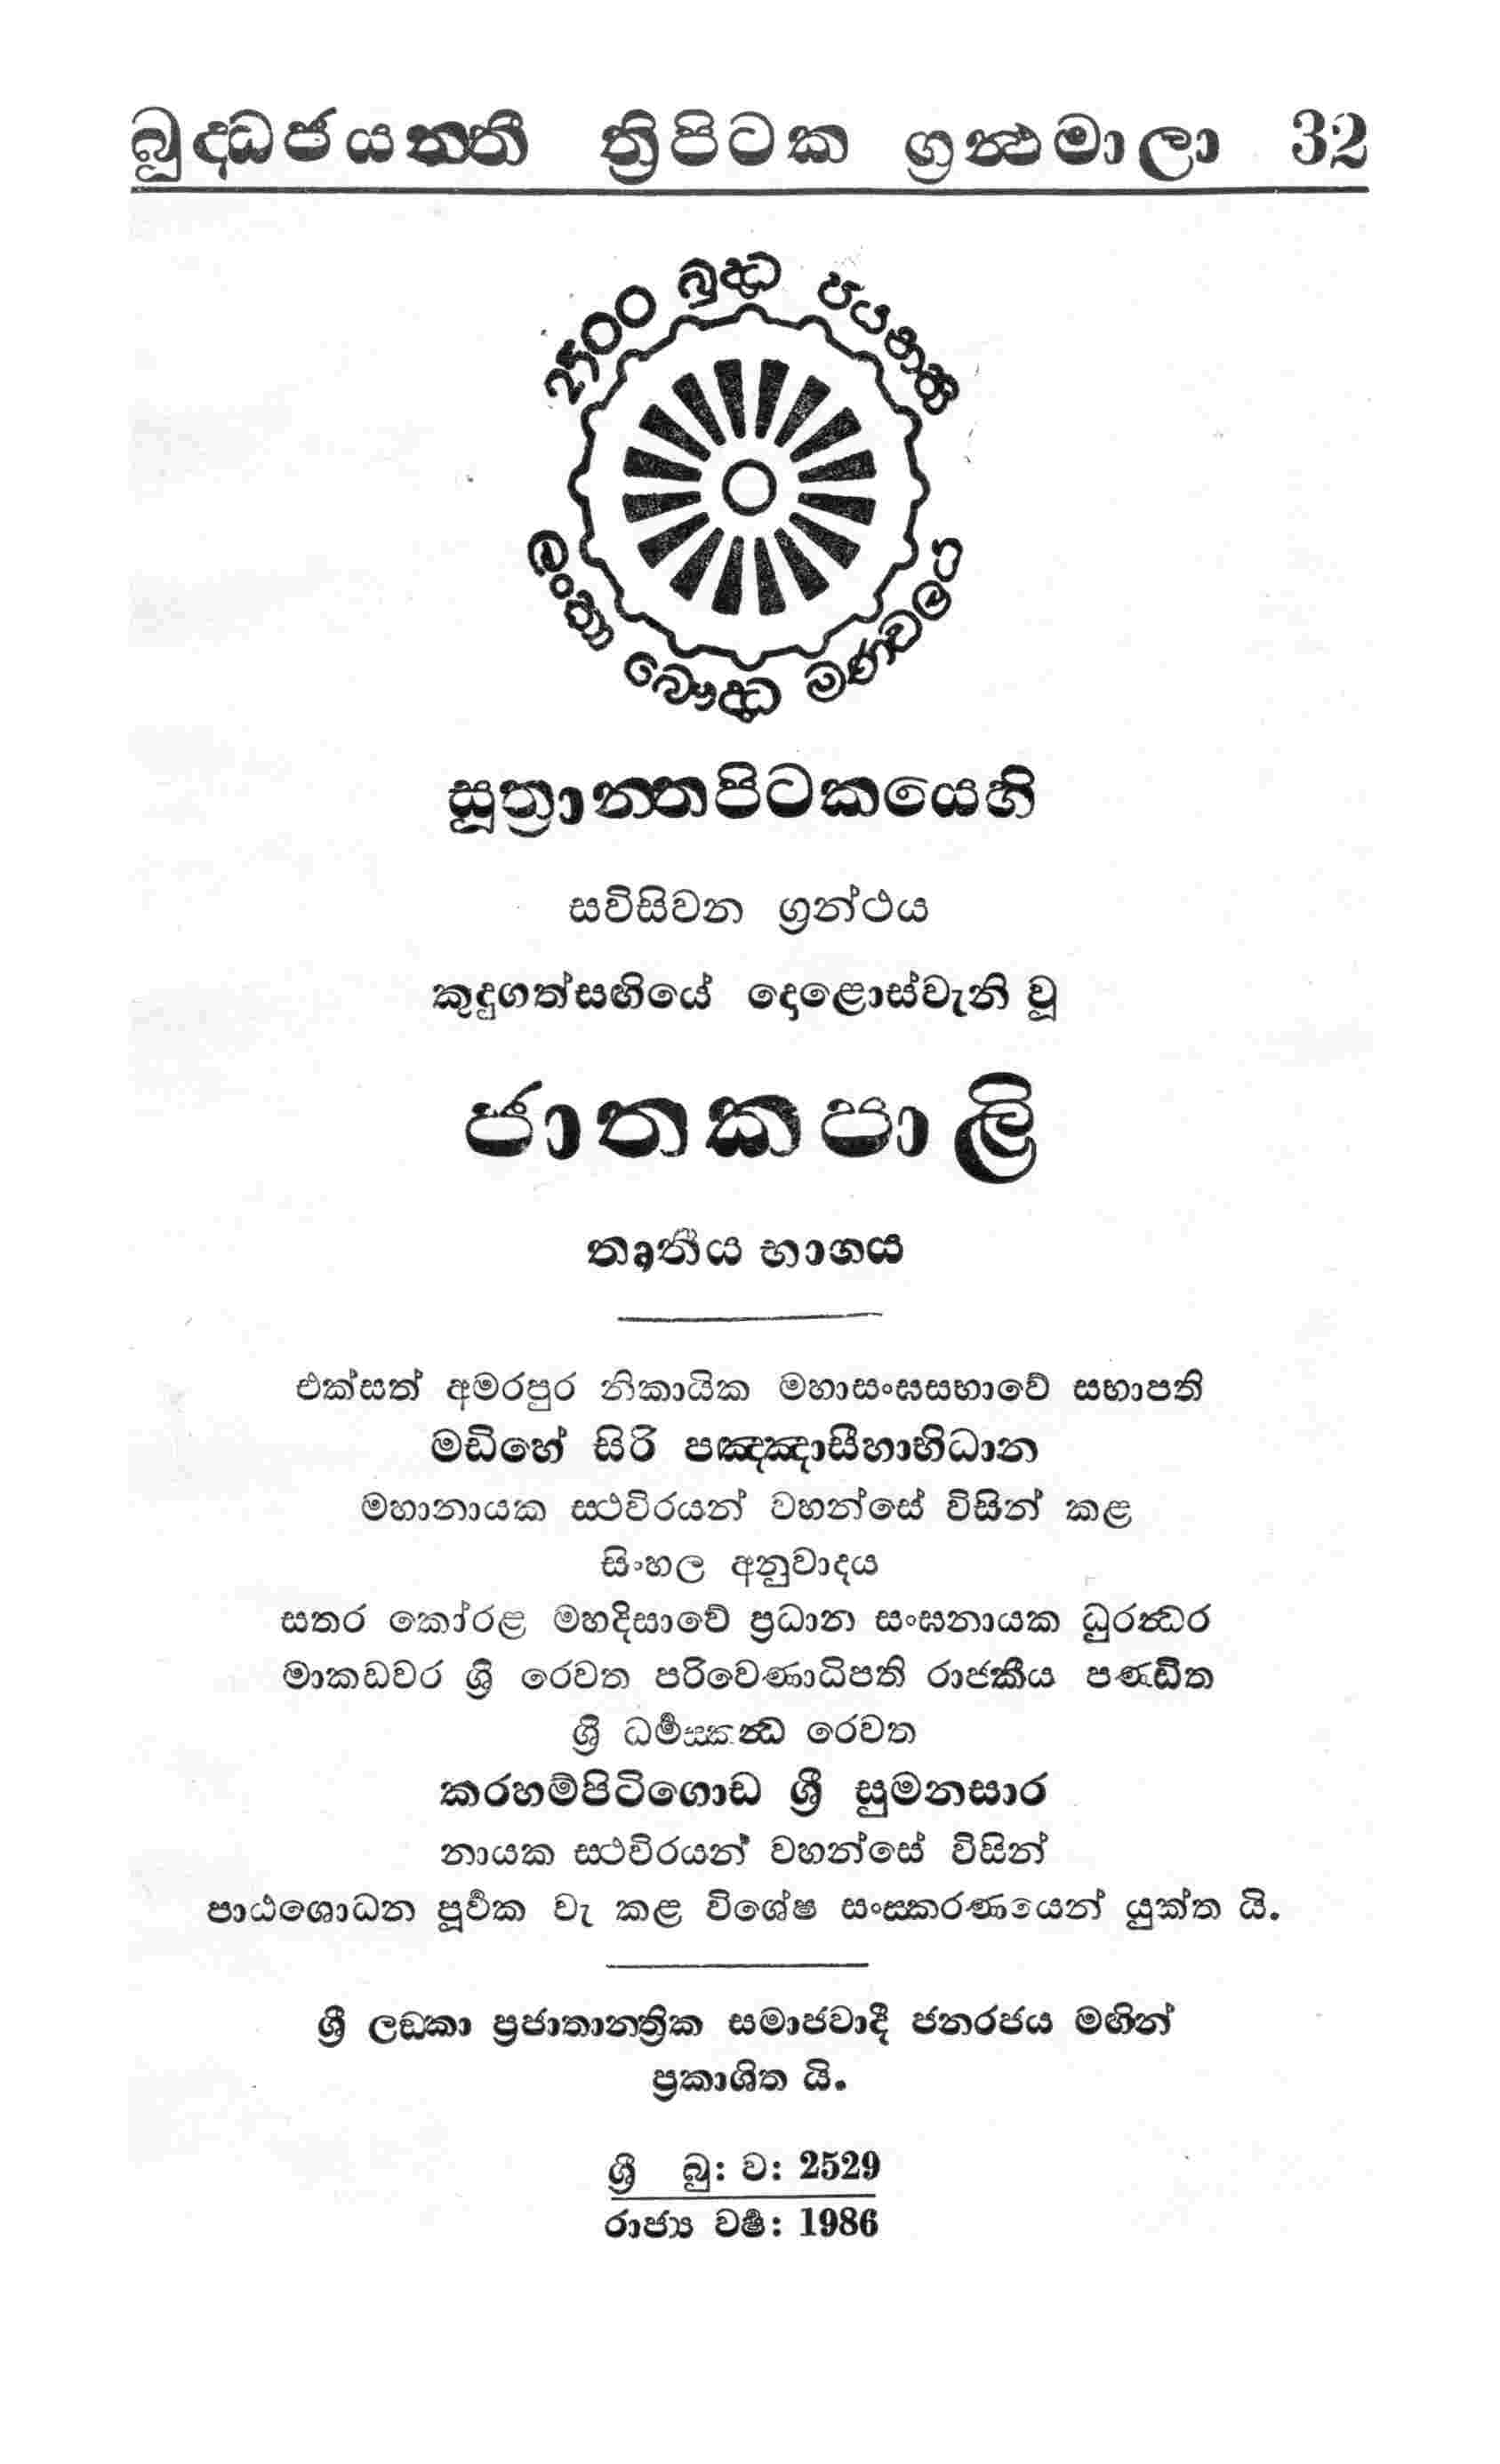 බුද්ධජයන්තී ත්‍රිපිටක ග්‍රන්ථමාලා 32
2500 බුද්ධ ජයන්ති
ලංකා බෞද්ධ මණ්ඩලය
සූත්‍රාන්තපිටකයෙහි
සවිසිවන ග්‍රන්ථය
කුදුගත්සඟියේ දොළොස්වැනි වූ
ජාතකපාලි
තෘතීය භාගය
එක්සත් අමරපුර නිකායික මහාසංඝසභාවේ සභාපති
මඩිහේ සිරි පඤ්ඤාසීහාභිධාන
මහානායක ස්ථවිරයන් වහන්සේ විසින් කළ
සිංහල අනුවාදය
සතර කෝරළ මහදිසාවේ ප්‍රධාන සංඝනායක ධුරන්ධර
මාකඩවර ශ්‍රී රෙවත පරිවෙණාධිපති රාජකීය පණ්ඩිත
ශ්‍රී ධර්මස්කන්ධ රෙවත
කරහම්පිටිගොඩ ශ්‍රී සුමනසාර
නායක ස්ථවිරයන් වහන්සේ විසින්
පාඨශොධන පූර්වක වැ කළ විශේෂ සංස්කරණයෙන් යුක්ත යි.
ශ්‍රී ලඞ්කා ප්‍රජාතාන්ත්‍රික සමාජවාදී ජනරජය මඟින්
ප්‍රකාශිත යි.
ශ්‍රී බු: ව: 2529
රාජ්‍ය වර්ෂ: 1986